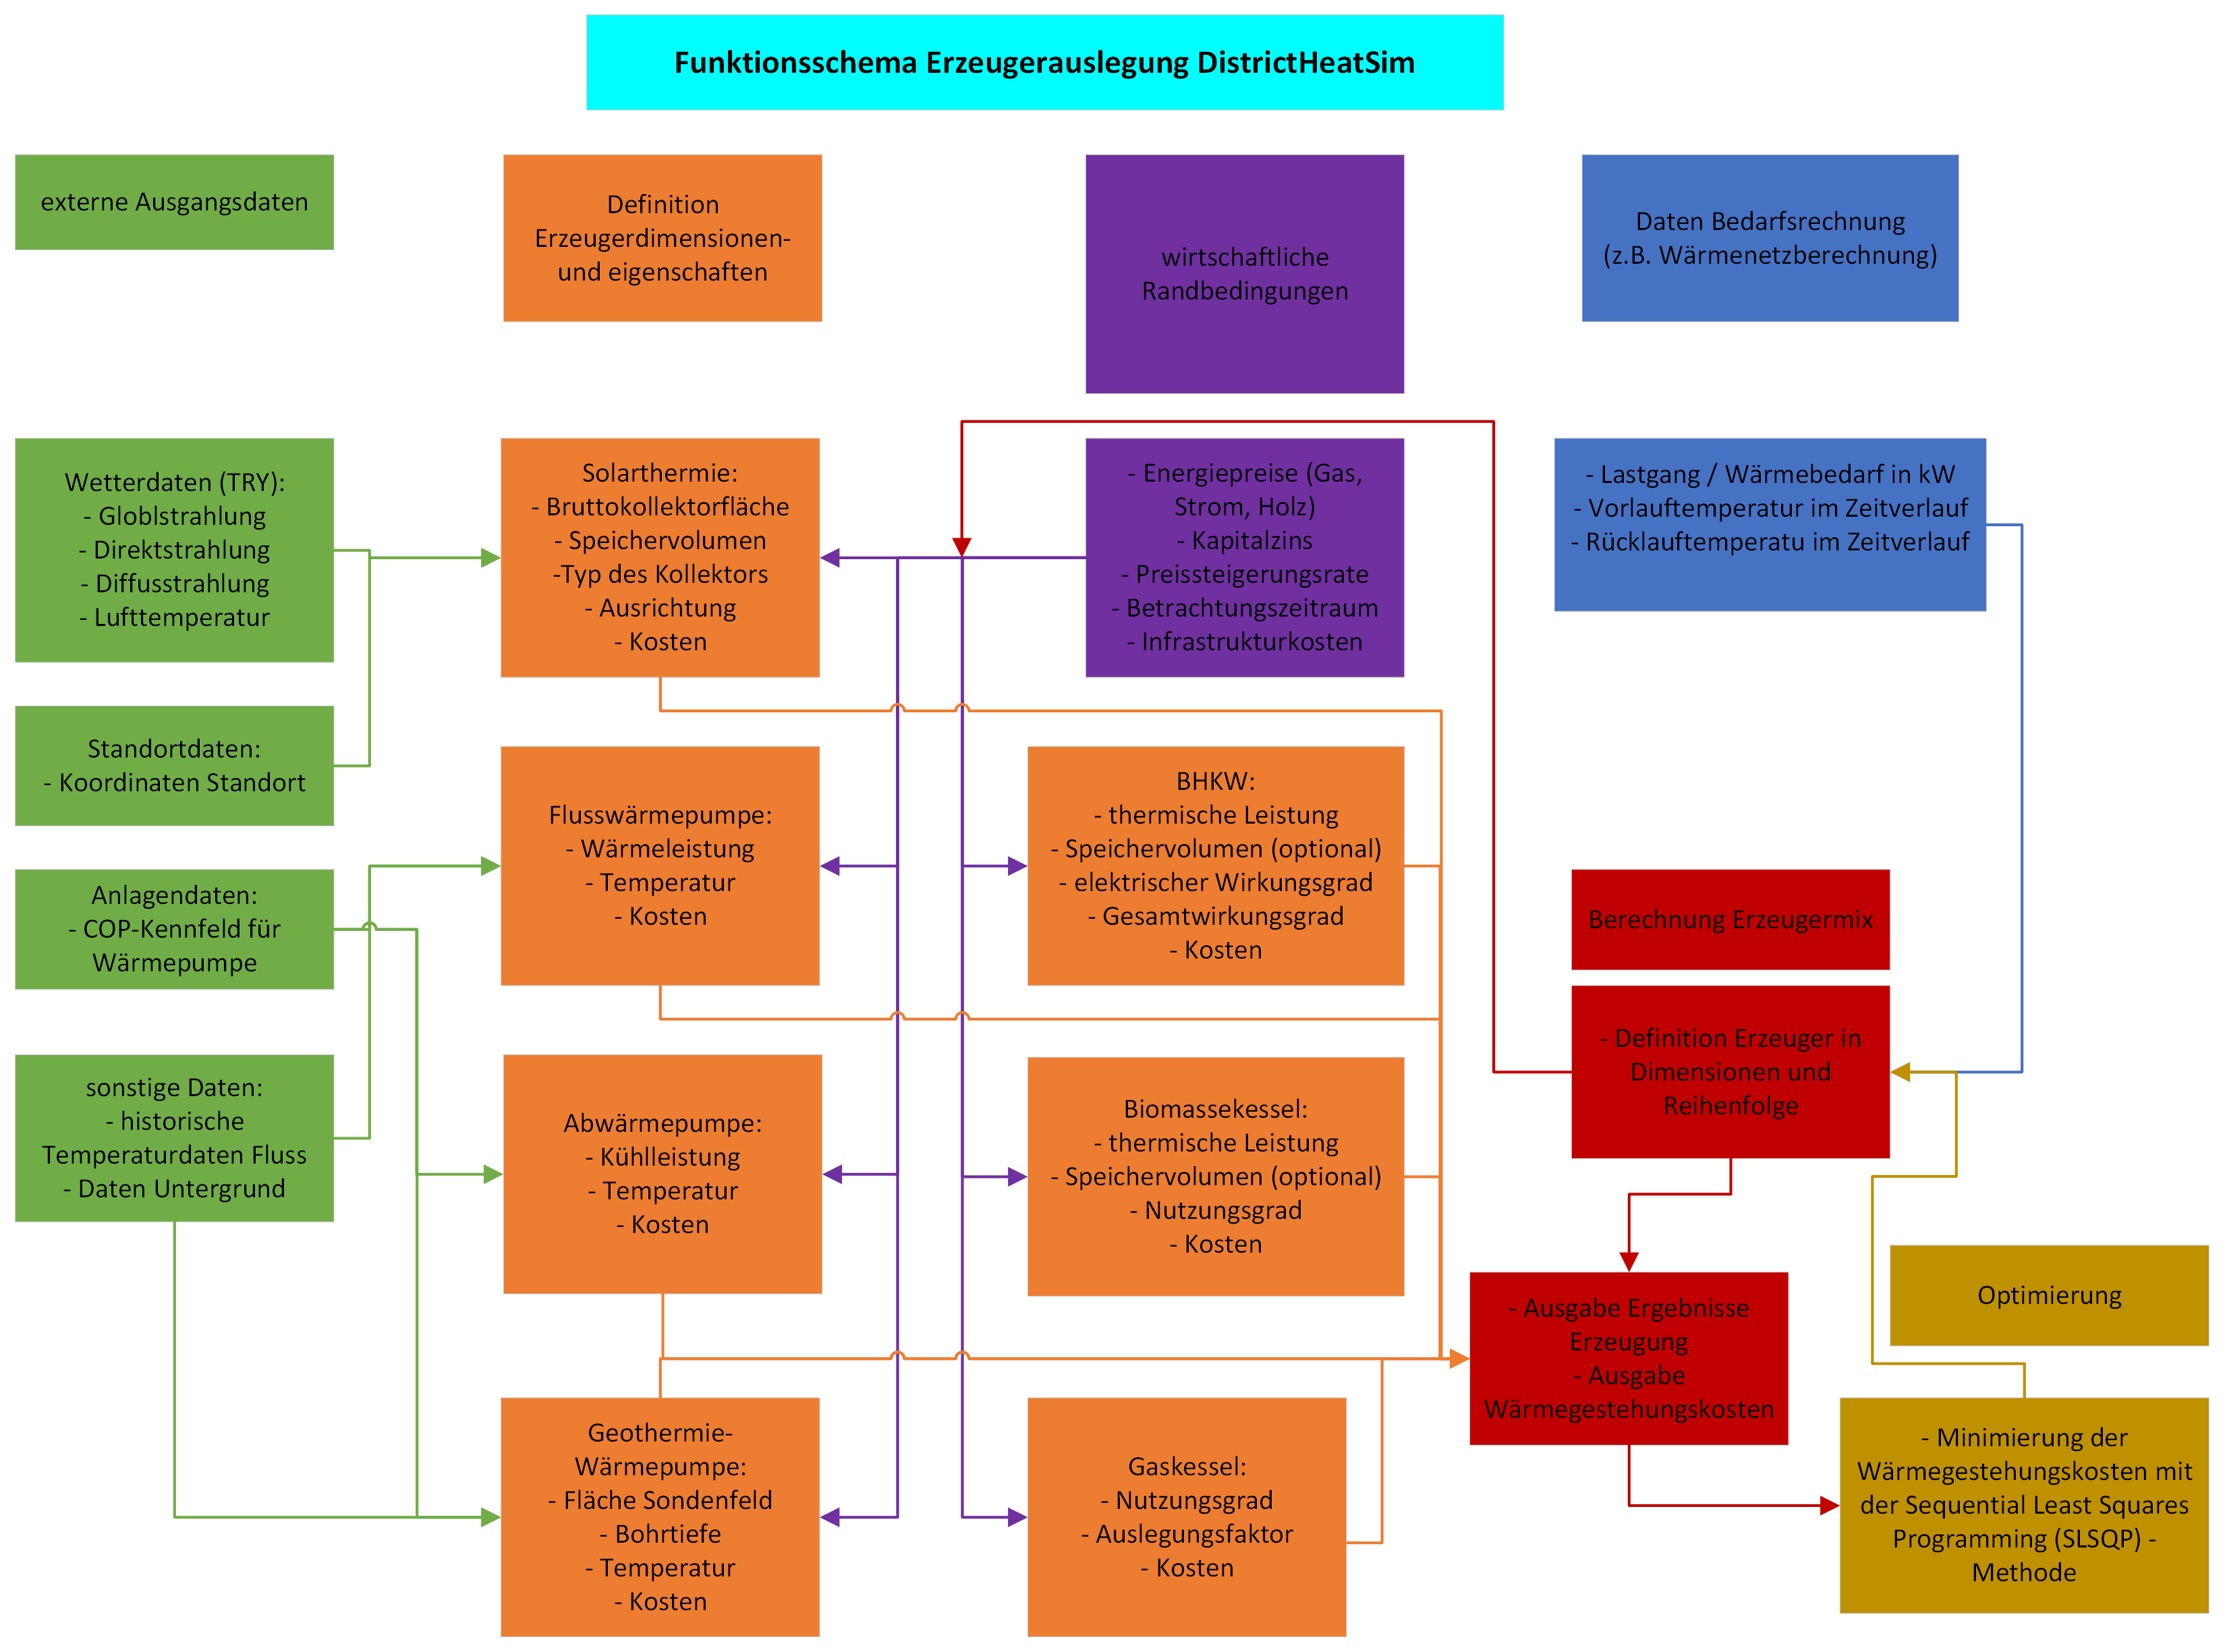 Funktionsschema Erzeugerauslegung DistrictHeatSim
externe Ausgangsdaten
Definition
Erzeugerdimensionen-
und eigenschaften
wirtschaftliche
Randbedingungen
Daten Bedarfsrechnung
(z.B. Wärmenetzberechnung)
Wetterdaten (TRY):
- Globlstrahlung
- Direktstrahlung
- Diffusstrahlung
- Lufttemperatur
Solarthermie:
- Bruttokollektorfläche
- Speichervolumen
-Typ des Kollektors
- Ausrichtung
- Kosten
- Energiepreise (Gas,
Strom, Holz)
- Kapitalzins
- Preissteigerungsrate
- Betrachtungszeitraum
- Infrastrukturkosten
- Lastgang / Wärmebedarf in kW
- Vorlauftemperatur im Zeitverlauf
- Rücklauftemperatu im Zeitverlauf
Standortdaten:
- Koordinaten Standort
Flusswärmepumpe:
- Wärmeleistung
- Temperatur
- Kosten
BHKW:
- thermische Leistung
- Speichervolumen (optional)
- elektrischer Wirkungsgrad
- Gesamtwirkungsgrad
- Kosten
Anlagendaten:
- COP-Kennfeld für
Wärmepumpe
Berechnung Erzeugermix
- Definition Erzeuger in
Dimensionen und
Reihenfolge
sonstige Daten:
- historische
Temperaturdaten Fluss
- Daten Untergrund
Abwärmepumpe:
- Kühlleistung
- Temperatur
- Kosten
Biomassekessel:
- thermische Leistung
- Speichervolumen (optional)
- Nutzungsgrad
- Kosten
- Ausgabe Ergebnisse
Erzeugung
- Ausgabe
Wärmegestehungskosten
Optimierung
Geothermie-
Wärmepumpe:
- Fläche Sondenfeld
- Bohrtiefe
- Temperatur
- Kosten
Gaskessel:
- Nutzungsgrad
- Auslegungsfaktor
- Kosten
- Minimierung der
Wärmegestehungskosten mit
der Sequential Least Squares
Programming (SLSQP) -
Methode